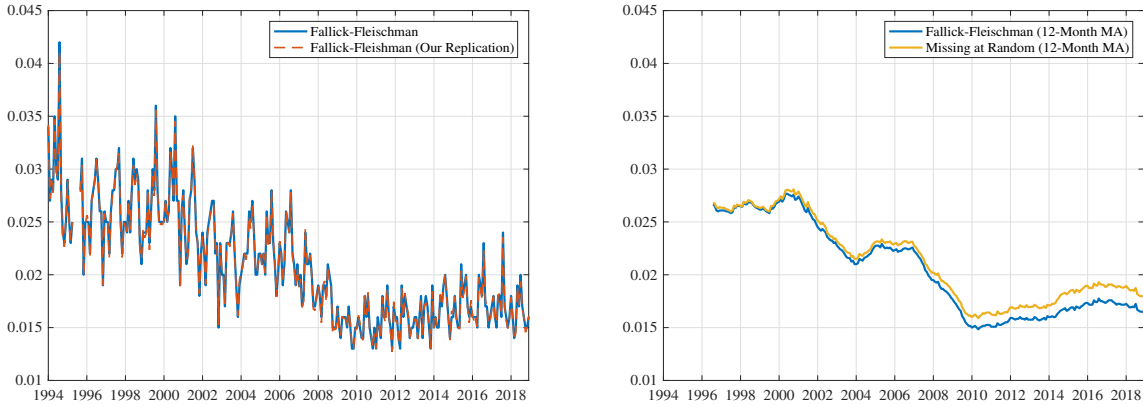 0.045
0.04
0.035
0.03
0.025
0.02
0.015
0.01
1994 1996 1998 2000 2002 2004 2006 2008 2010 2012 2014 2016 2018
Fallick-Fleischman
Fallick-Fleishman (Our Replication)
0.045
0.04
0.035
0.03
0.025
0.02
0.015
0.01
1994 1996 1998 2000 2002 2004 2006 2008 2010 2012 2014 2016 2018
Fallick-Fleischman (12-Month MA)
Missing at Random (12-Month MA)